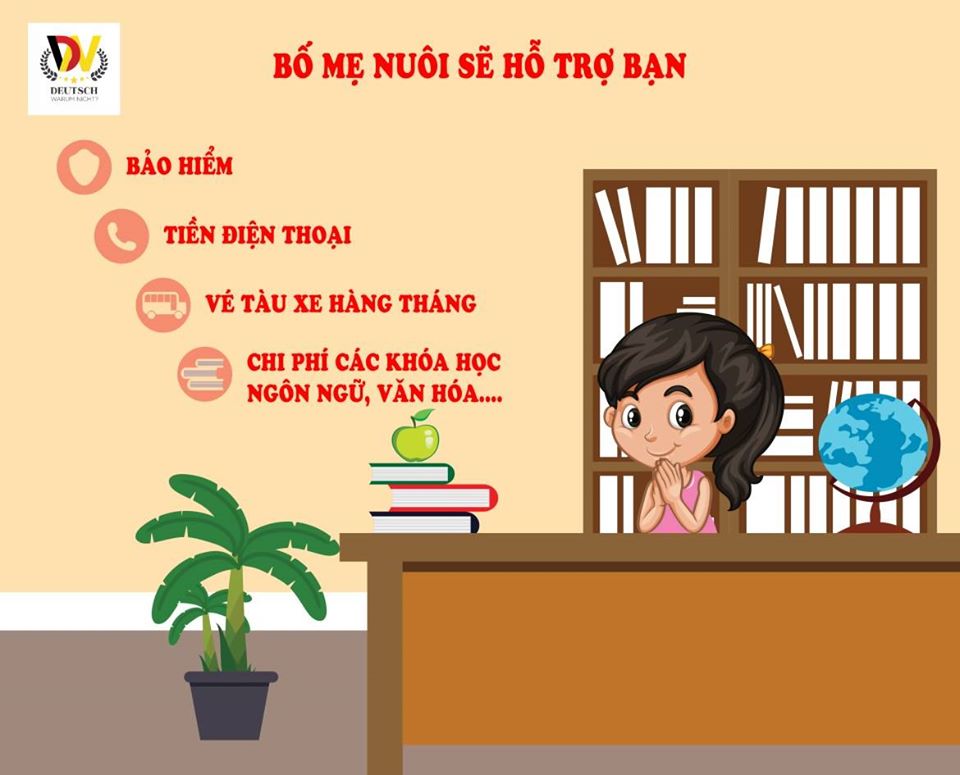 DV
DEUTSCH
WARUM NICHT?
BỐ MẸ NUÔI SẼ HỖ TRỢ BẠN
BẢO HIỂM
TIỀN ĐIỆN THOẠI
VÉ TÀU XE HÀNG THÁNG
CHI PHÍ CÁC KHÓA HỌC
NGÔN NGỮ, VĂN HÓA....